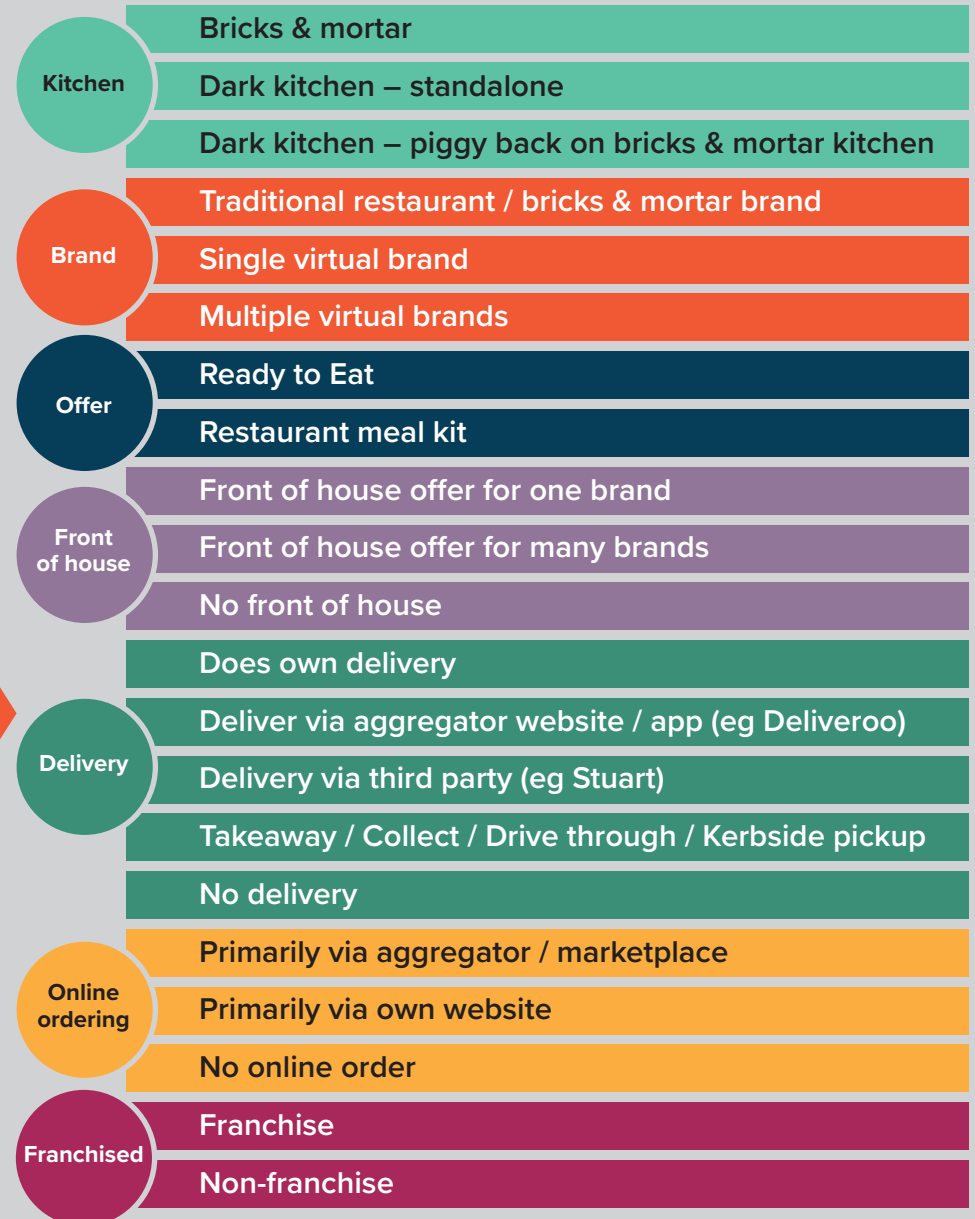 Kitchen
Bricks & mortar
Dark kitchen – standalone
Dark kitchen – piggy back on bricks & mortar kitchen
Brand
Traditional restaurant / bricks & mortar brand
Single virtual brand
Multiple virtual brands
Offer
Ready to Eat
Restaurant meal kit
Front
of house
Front of house offer for one brand
Front of house offer for many brands
No front of house
Delivery
Does own delivery
Deliver via aggregator website / app (eg Deliveroo)
Delivery via third party (eg Stuart)
Takeaway / Collect / Drive through / Kerbside pickup
No delivery
Online
ordering
Primarily via aggregator / marketplace
Primarily via own website
No online order
Franchised
Franchise
Non-franchise